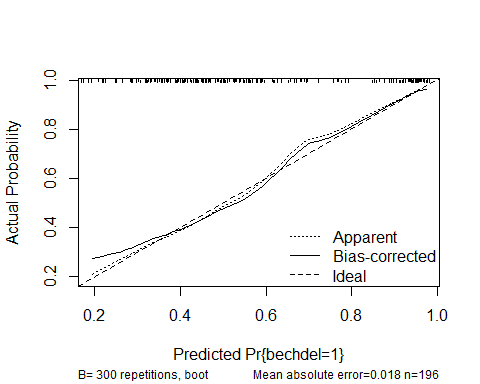 Actual Probability
1.0
0.8
0.6
0.4
0.2
Apparent
Bias-corrected
Ideal
0.2 0.4 0.6 0.8 1.0
Predicted Pr{bechdel=1}
B= 300 repetitions, boot Mean absolute error=0.018 n=196